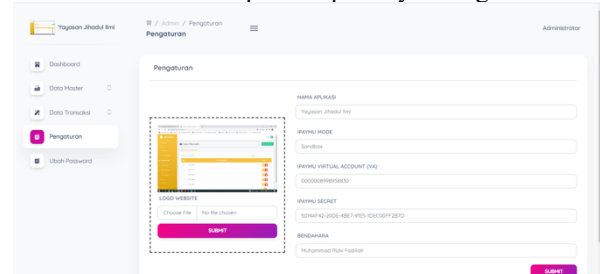 Yayasan Jihadul Ilmi
/ Admin / Pengaturan
Pengaturan
Administrator
Dashboard
Data Master
Data Transaksi
Pengaturan
Ubah Password
Pengaturan
LOGO WEBSITE
Choose File No file chosen
SUBMIT
NAMA APLIKASI
Yayasan Jihadul Ilmi
IPAYMU MODE
Sandbox
IPAYMU VIRTUAL ACCOUNT (VA)
IPAYMU SECRET
BENDAHARA
Muhammad Rizki Fadillah
SUBMIT